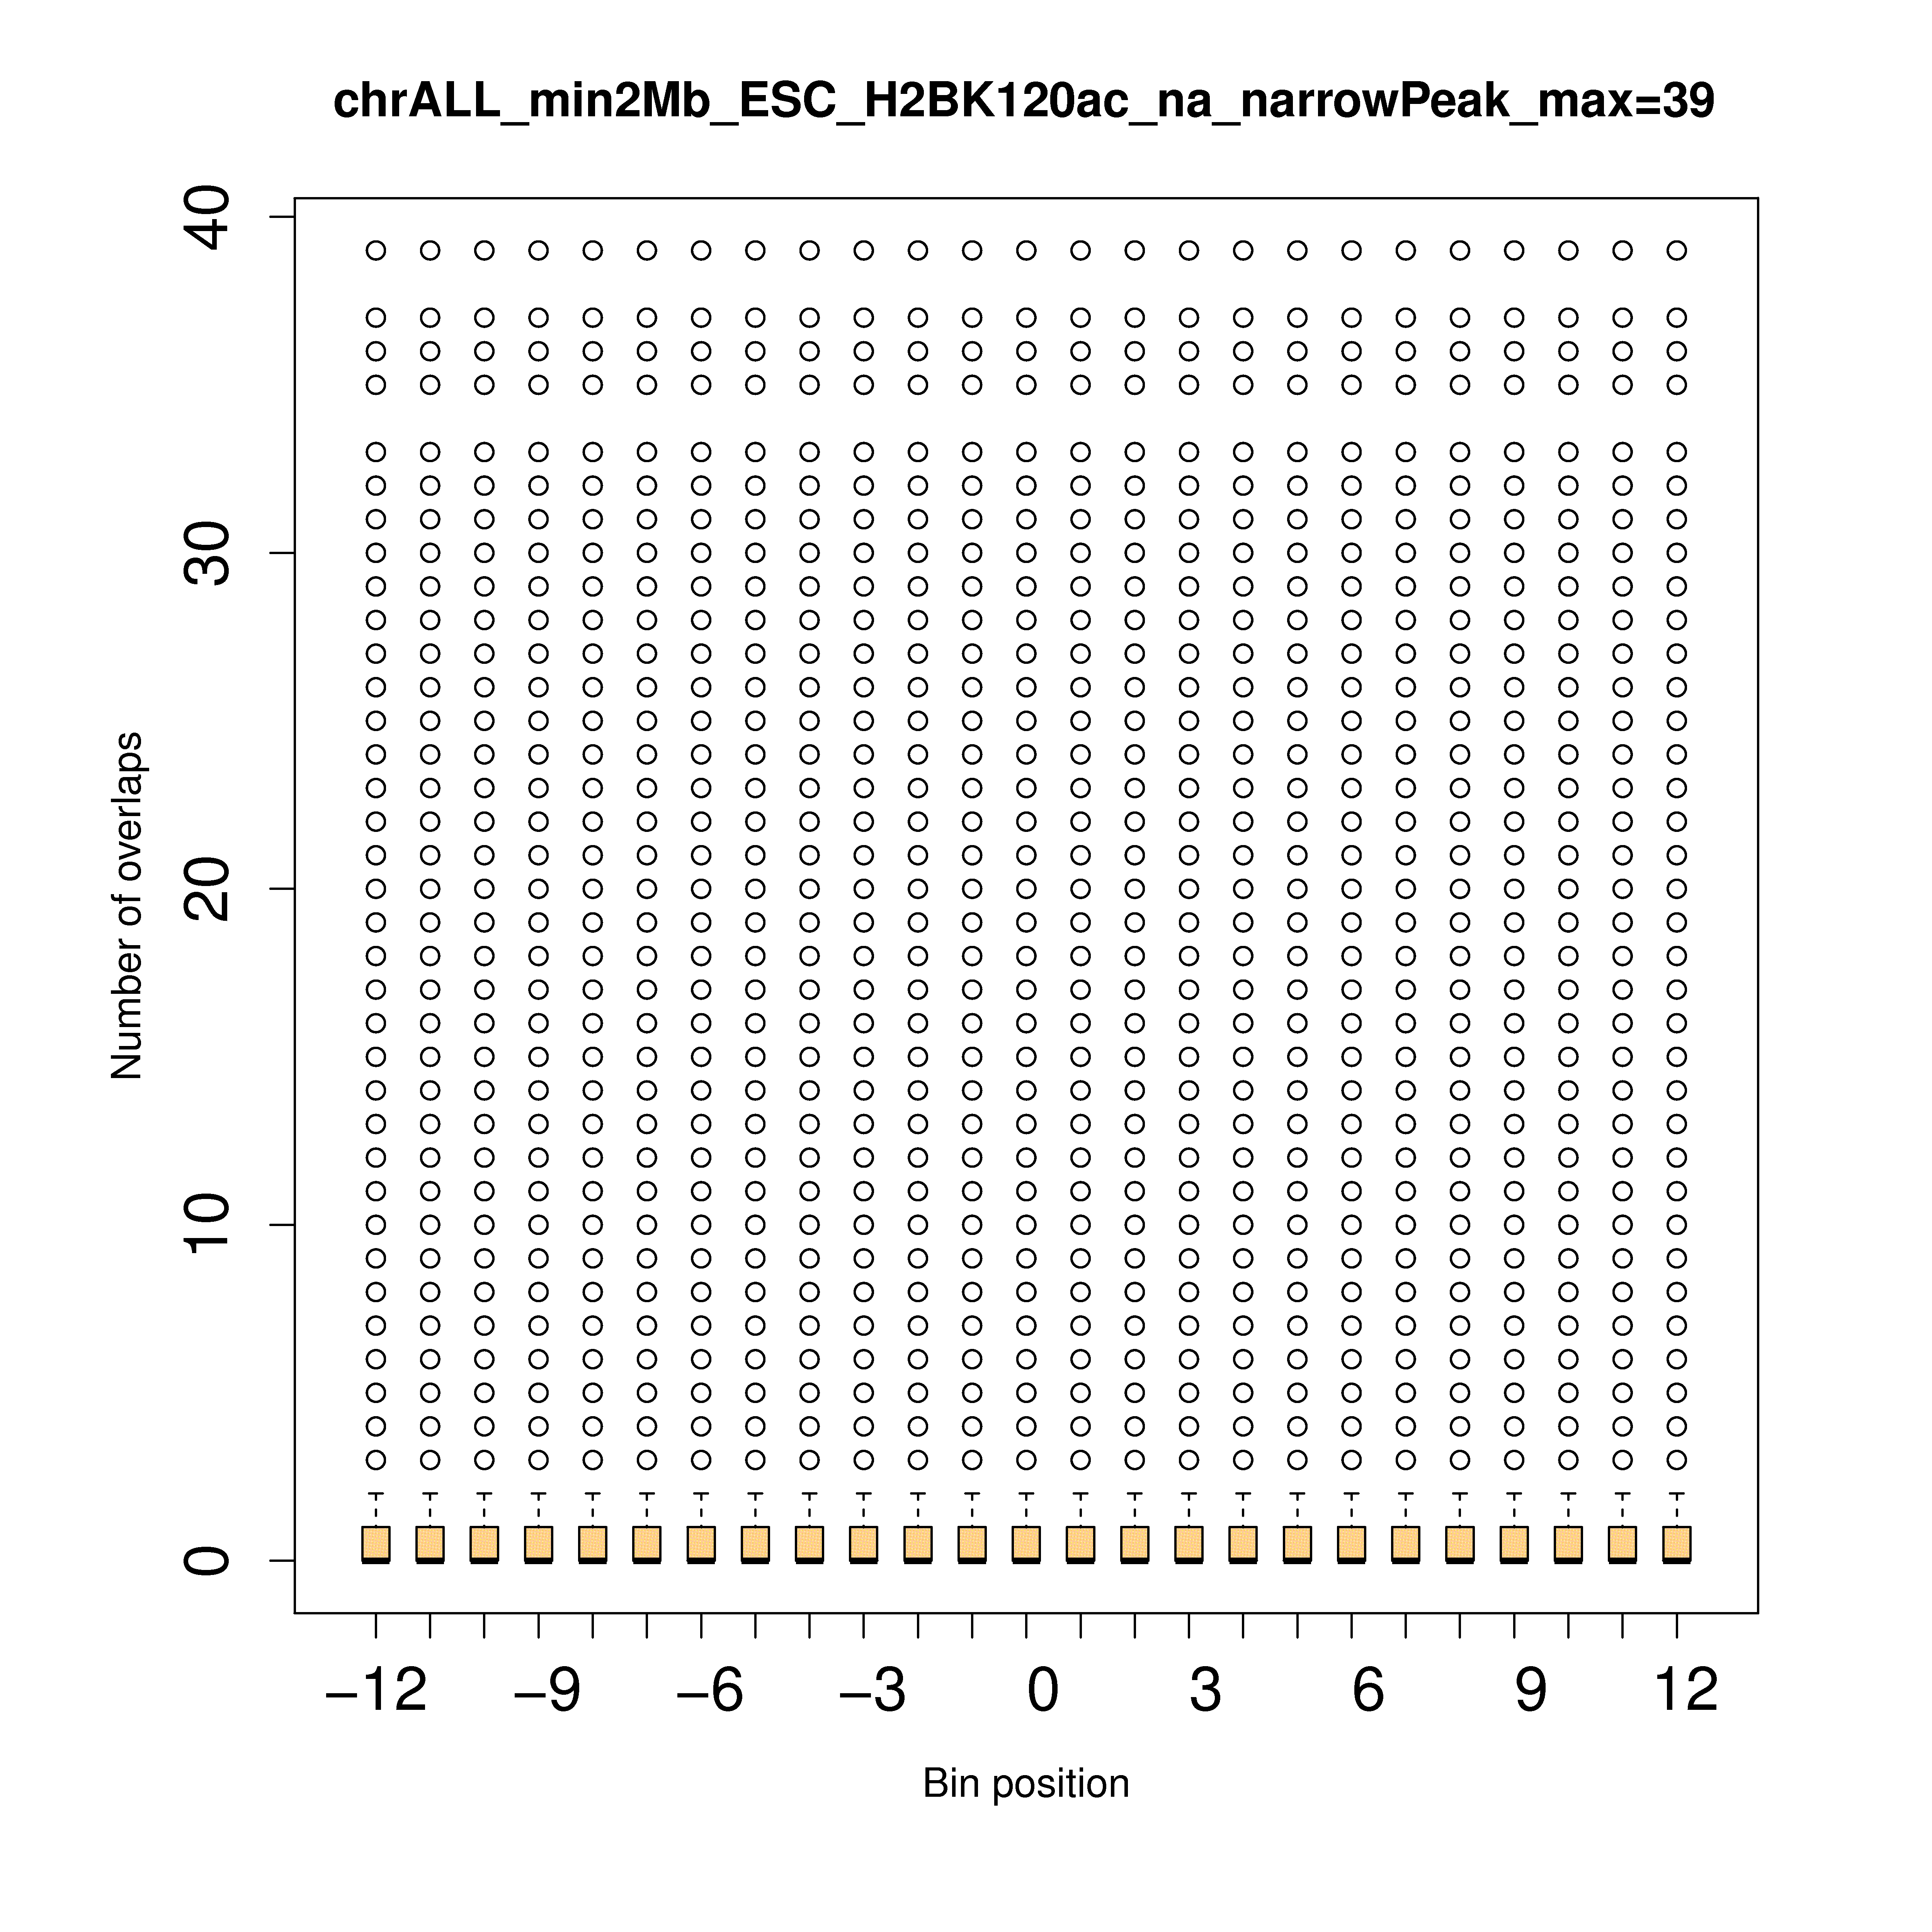 chrALL_min2Mb_ESC_H2BK120ac_na_narrowPeak_max=39
40
30
20
10
0
Number of overlaps
−12 −9 −6 −3 0 3 6 9 12
Bin position